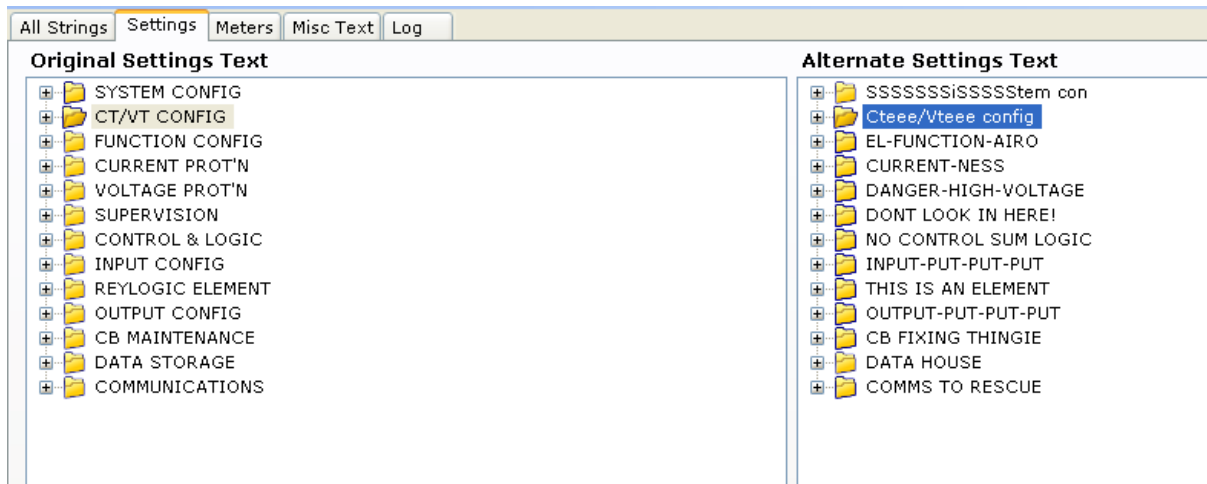 All Strings Settings Meters Misc Text Log
Original Settings Text
SYSTEM CONFIG
CT/VT CONFIG
FUNCTION CONFIG
CURRENT PROT'N
VOLTAGE PROT'N
SUPERVISION
CONTROL & LOGIC
INPUT CONFIG
REYLOGIC ELEMENT
OUTPUT CONFIG
CB MAINTENANCE
DATA STORAGE
COMMUNICATIONS
Alternate Settings Text
SSSSSSSiSSSSStem con
Cteee/Vteee config
EL-FUNCTION-AIRO
CURRENT-NESS
DANGER-HIGH-VOLTAGE
DONT LOOK IN HERE!
NO CONTROL SUM LOGIC
INPUT-PUT-PUT-PUT
THIS IS AN ELEMENT
OUTPUT-PUT-PUT-PUT
CB FIXING THINGIE
DATA HOUSE
COMMS TO RESCUE